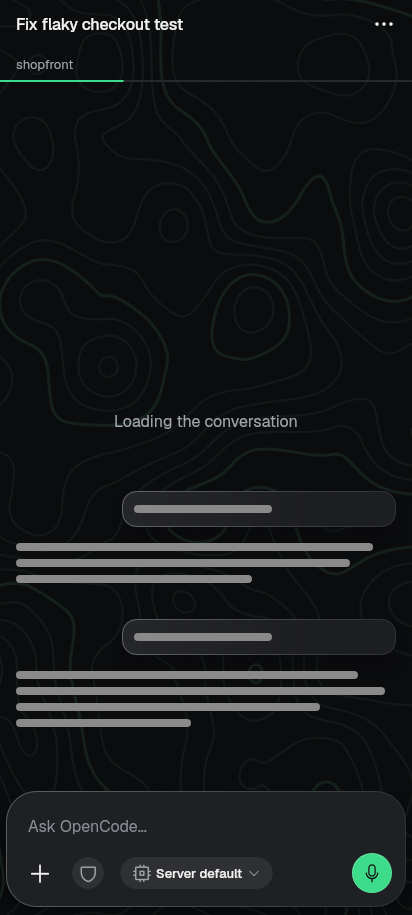 Fix flaky checkout test
shopfront
Loading the conversation
Ask OpenCode...
Server default